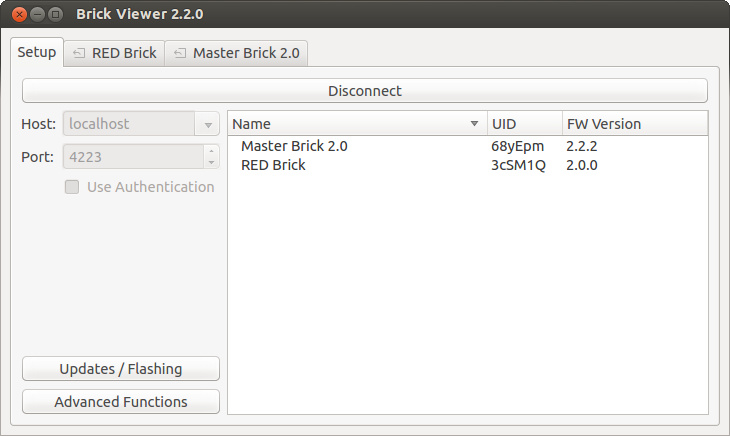 Brick Viewer 2.2.0
Setup RED Brick Master Brick 2.0
Disconnect
Host: localhost
Port: 4223
Use Authentication
Name UID FW Version
Master Brick 2.0 68yEpm 2.2.2
RED Brick 3cSM1Q 2.0.0
Updates / Flashing
Advanced Functions